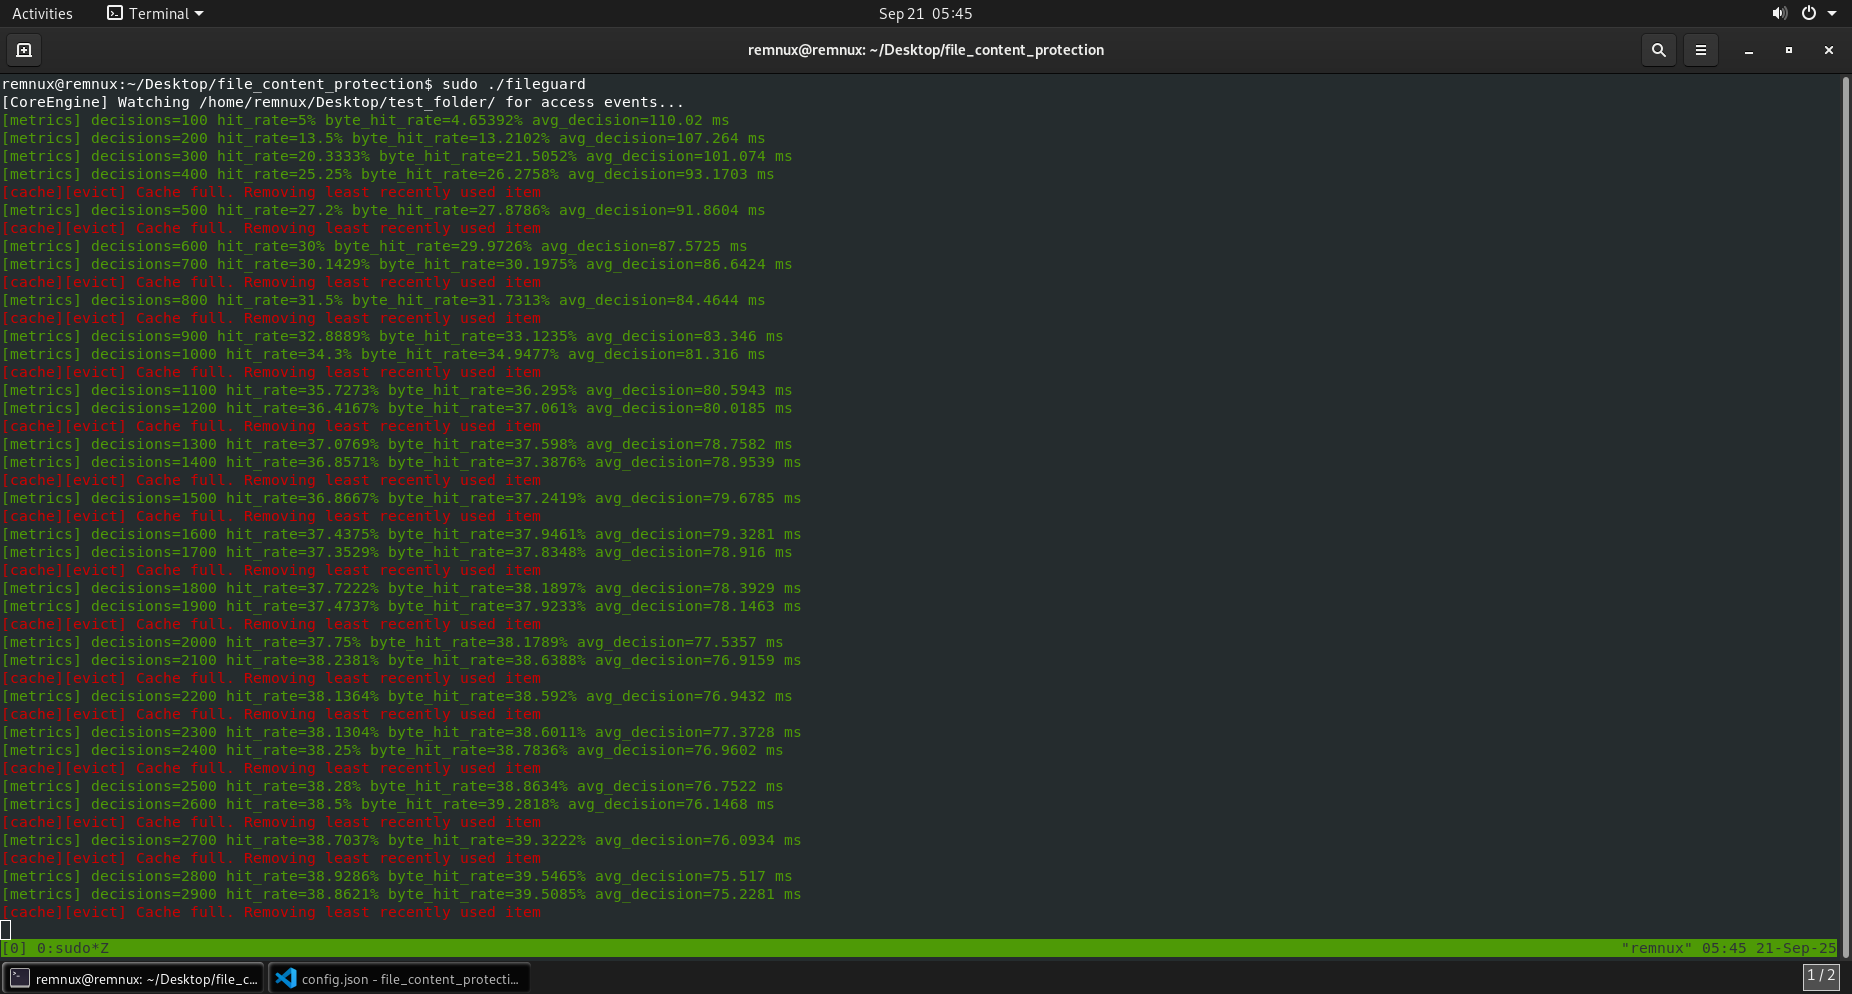 Activities Terminal Sep 21 05:45
remnux@remnux: ~/Desktop/file_content_protection
remnux@remnux:~/Desktop/file_content_protection$ sudo ./fileguard
[CoreEngine] Watching /home/remnux/Desktop/test_folder/ for access events...
[metrics] decisions=100 hit_rate=5% byte_hit_rate=4.65392% avg_decision=110.02 ms
[metrics] decisions=200 hit_rate=13.5% byte_hit_rate=13.2102% avg_decision=107.264 ms
[metrics] decisions=300 hit_rate=20.3333% byte_hit_rate=21.5052% avg_decision=101.074 ms
[metrics] decisions=400 hit_rate=25.25% byte_hit_rate=26.2758% avg_decision=93.1703 ms
[cache][evict] Cache full. Removing least recently used item
[metrics] decisions=500 hit_rate=27.2% byte_hit_rate=27.8786% avg_decision=91.8604 ms
[cache][evict] Cache full. Removing least recently used item
[metrics] decisions=600 hit_rate=30% byte_hit_rate=29.9726% avg_decision=87.5725 ms
[metrics] decisions=700 hit_rate=30.1429% byte_hit_rate=30.1975% avg_decision=86.6424 ms
[cache][evict] Cache full. Removing least recently used item
[metrics] decisions=800 hit_rate=31.5% byte_hit_rate=31.7313% avg_decision=84.4644 ms
[cache][evict] Cache full. Removing least recently used item
[metrics] decisions=900 hit_rate=32.8889% byte_hit_rate=33.1235% avg_decision=83.346 ms
[metrics] decisions=1000 hit_rate=34.3% byte_hit_rate=34.9477% avg_decision=81.316 ms
[cache][evict] Cache full. Removing least recently used item
[metrics] decisions=1100 hit_rate=35.7273% byte_hit_rate=36.295% avg_decision=80.5943 ms
[metrics] decisions=1200 hit_rate=36.4167% byte_hit_rate=37.061% avg_decision=80.0185 ms
[cache][evict] Cache full. Removing least recently used item
[metrics] decisions=1300 hit_rate=37.0769% byte_hit_rate=37.598% avg_decision=78.7582 ms
[metrics] decisions=1400 hit_rate=36.8571% byte_hit_rate=37.3876% avg_decision=78.9539 ms
[cache][evict] Cache full. Removing least recently used item
[metrics] decisions=1500 hit_rate=36.8667% byte_hit_rate=37.2419% avg_decision=79.6785 ms
[cache][evict] Cache full. Removing least recently used item
[metrics] decisions=1600 hit_rate=37.4375% byte_hit_rate=37.9461% avg_decision=79.3281 ms
[metrics] decisions=1700 hit_rate=37.3529% byte_hit_rate=37.8348% avg_decision=78.916 ms
[cache][evict] Cache full. Removing least recently used item
[metrics] decisions=1800 hit_rate=37.7222% byte_hit_rate=38.1897% avg_decision=78.3929 ms
[metrics] decisions=1900 hit_rate=37.4737% byte_hit_rate=37.9233% avg_decision=78.1463 ms
[cache][evict] Cache full. Removing least recently used item
[metrics] decisions=2000 hit_rate=37.75% byte_hit_rate=38.1789% avg_decision=77.5357 ms
[metrics] decisions=2100 hit_rate=38.2381% byte_hit_rate=38.6388% avg_decision=76.9159 ms
[cache][evict] Cache full. Removing least recently used item
[metrics] decisions=2200 hit_rate=38.1364% byte_hit_rate=38.592% avg_decision=76.9432 ms
[cache][evict] Cache full. Removing least recently used item
[metrics] decisions=2300 hit_rate=38.1304% byte_hit_rate=38.6011% avg_decision=77.3728 ms
[metrics] decisions=2400 hit_rate=38.25% byte_hit_rate=38.7836% avg_decision=76.9602 ms
[cache][evict] Cache full. Removing least recently used item
[metrics] decisions=2500 hit_rate=38.28% byte_hit_rate=38.8634% avg_decision=76.7522 ms
[metrics] decisions=2600 hit_rate=38.5% byte_hit_rate=39.2818% avg_decision=76.1468 ms
[cache][evict] Cache full. Removing least recently used item
[metrics] decisions=2700 hit_rate=38.7037% byte_hit_rate=39.3222% avg_decision=76.0934 ms
[cache][evict] Cache full. Removing least recently used item
[metrics] decisions=2800 hit_rate=38.9286% byte_hit_rate=39.5465% avg_decision=75.517 ms
[metrics] decisions=2900 hit_rate=38.8621% byte_hit_rate=39.5085% avg_decision=75.2281 ms
[cache][evict] Cache full. Removing least recently used item
[0] 0:sudo*Z "remnux" 05:45 21-Sep-25
remnux@remnux: ~/Desktop/file_c... config.json - file_content_protecti... 1 / 2